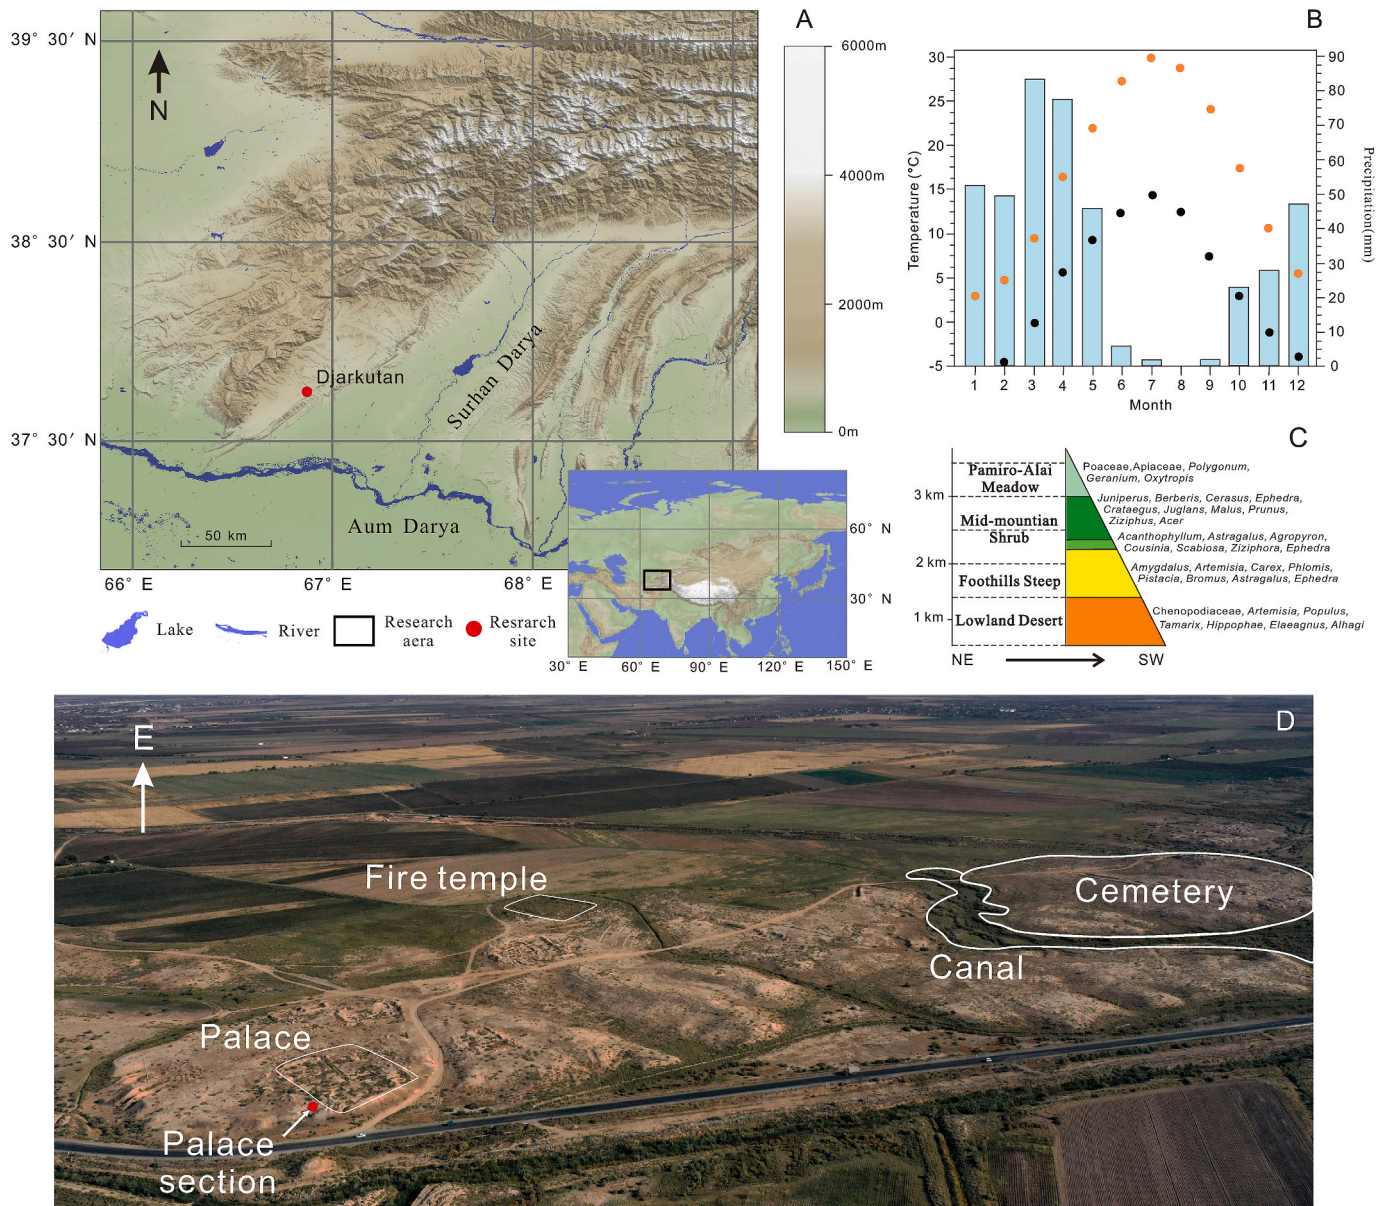 A
39° 30′ N
N
38° 30′ N
37° 30′ N
Djarkutan
Surhan Darya
Aum Darya
50 km
66° E
67° E
68° E
6000m
4000m
2000m
0m
Lake
River
Research
aera
Resrarch
site
60° N
30° N
30° E
60° E
90° E
120° E
150° E
B
Temperature (°C)
30
25
20
15
10
5
0
-5
Precipitation(mm)
90
80
70
60
50
40
30
20
10
0
1 2 3 4 5 6 7 8 9 10 11 12
Month
C
3 km
2 km
1 km
Pamiro-Alai
Meadow
Mid-mountian
Shrub
Foothills Steep
Lowland Desert
Poaceae,Apiaceae, Polygonum,
Geranium, Oxytropis
Juniperus, Berberis, Cerasus, Ephedra,
Crataegus, Juglans, Malus, Prunus,
Ziziphus, Acer
Acanthophyllum, Astragalus, Agropyron,
Cousinia, Scabiosa, Ziziphora, Ephedra
Amygdalus, Artemisia, Carex, Phlomis,
Pistacia, Bromus, Astragalus, Ephedra
Chenopodiaceae, Artemisia, Populus,
Tamarix, Hippophae, Elaeagnus, Alhagi
NE
SW
D
E
Fire temple
Cemetery
Canal
Palace
Palace
section